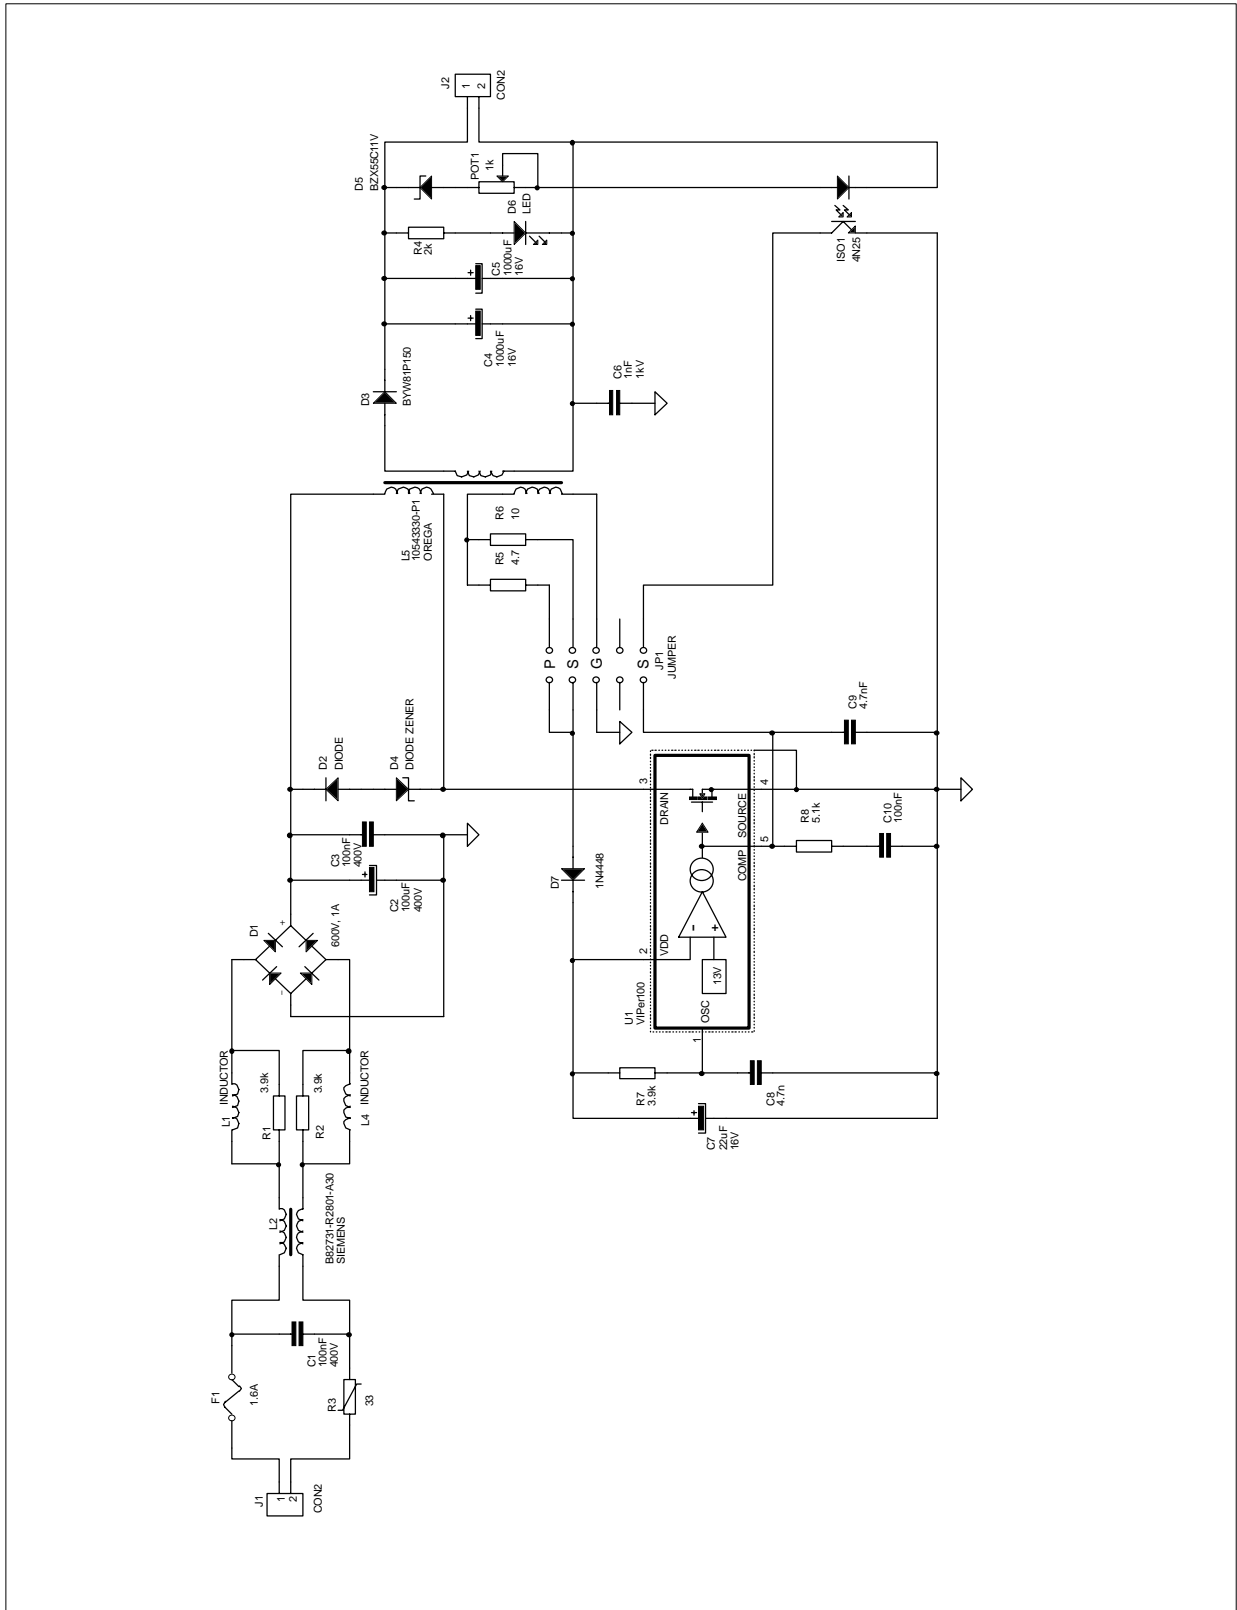 J1
1
2
CON2
F1
1.6A
R3
33
C1
100nF
400V
L2
B82731-R2801-A30
SIEMENS
L1 INDUCTOR
R1
3.9k
R2
3.9k
L4 INDUCTOR
D1
+
-
600V, 1A
C2
+
100uF
400V
C3
100nF
400V
D2
DIODE
D4
DIODE ZENER
L5
10543330-P1
OREGA
D3
BYW81P150
C4
+
1000uF
16V
C5
+
1000uF
16V
R4
2k
D6
LED
D5
BZX55C11V
POT1
1k
J2
1
2
CON2
C6
1nF
1kV
R5
4.7
R6
10
P
S
G
S
JP1
JUMPER
D7
1N4448
U1
VIPer100
OSC
1
VDD
2
DRAIN
3
13V
-
+
COMP
5
SOURCE
4
R7
3.9k
C7
+
22uF
16V
C8
4.7n
R8
5.1k
C10
100nF
C9
4.7nF
ISO1
4N25